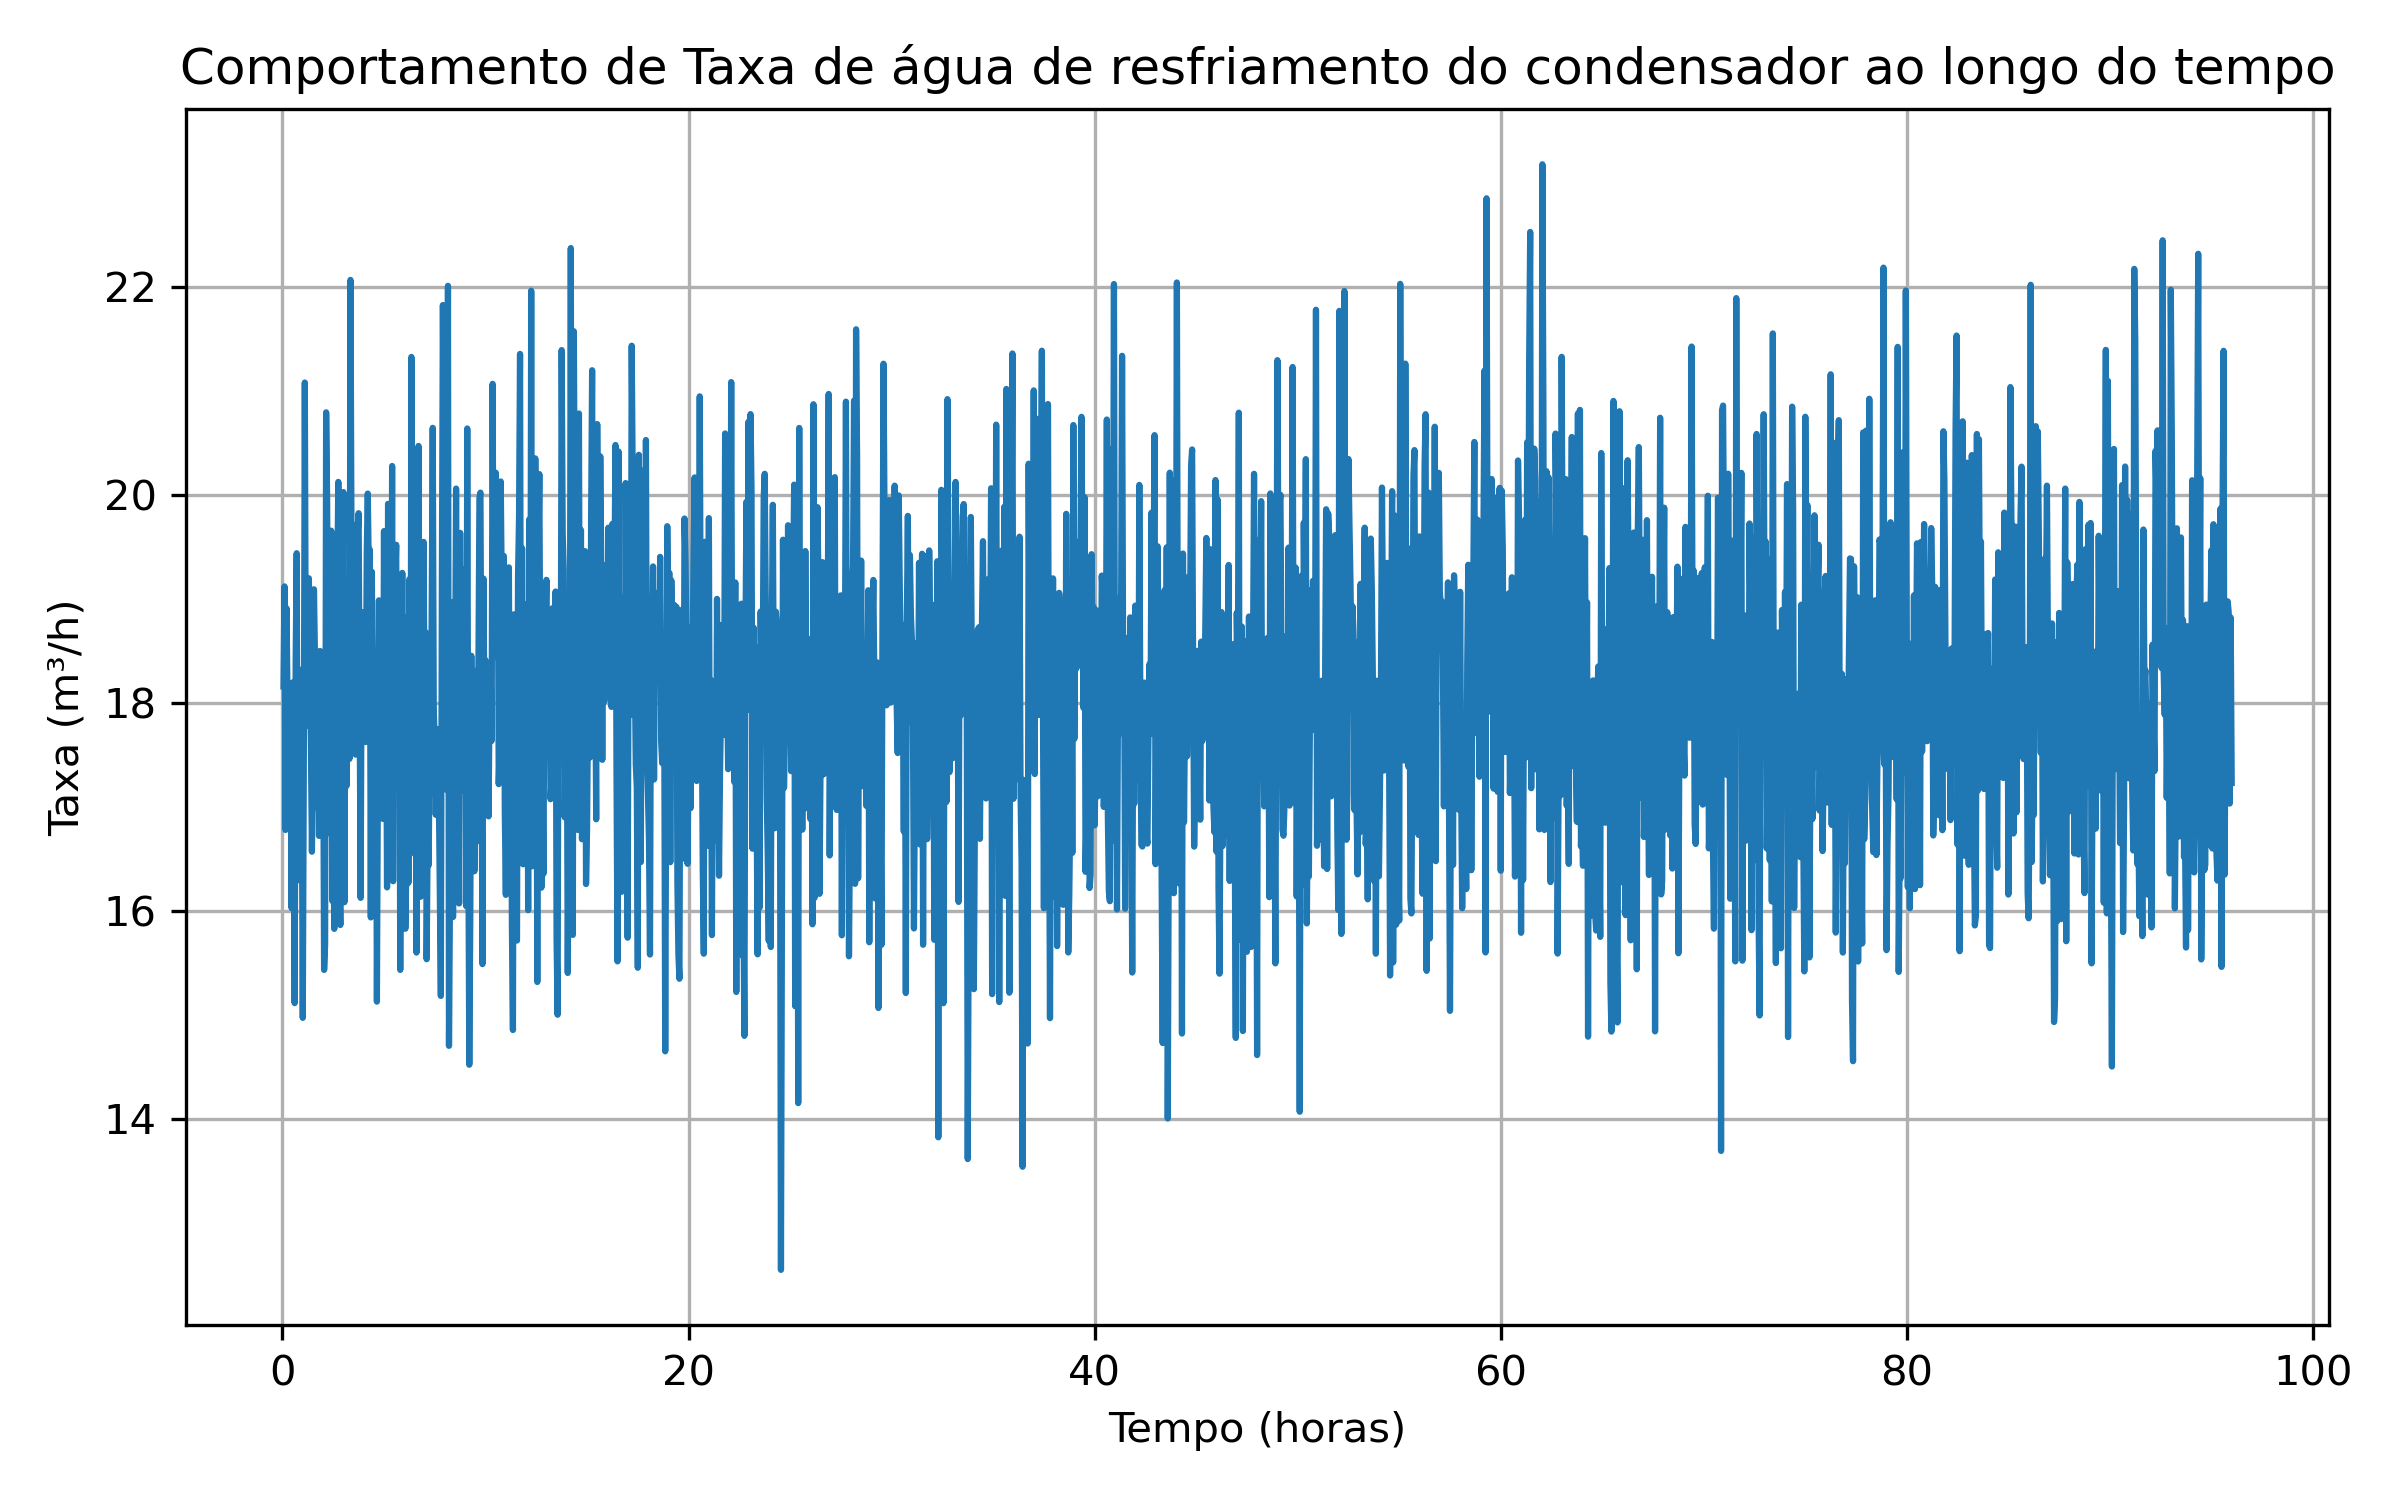 Comportamento de Taxa de água de resfriamento do condensador ao longo do tempo
Taxa (m³/h)
22
20
18
16
14
0 20 40 60 80 100
Tempo (horas)